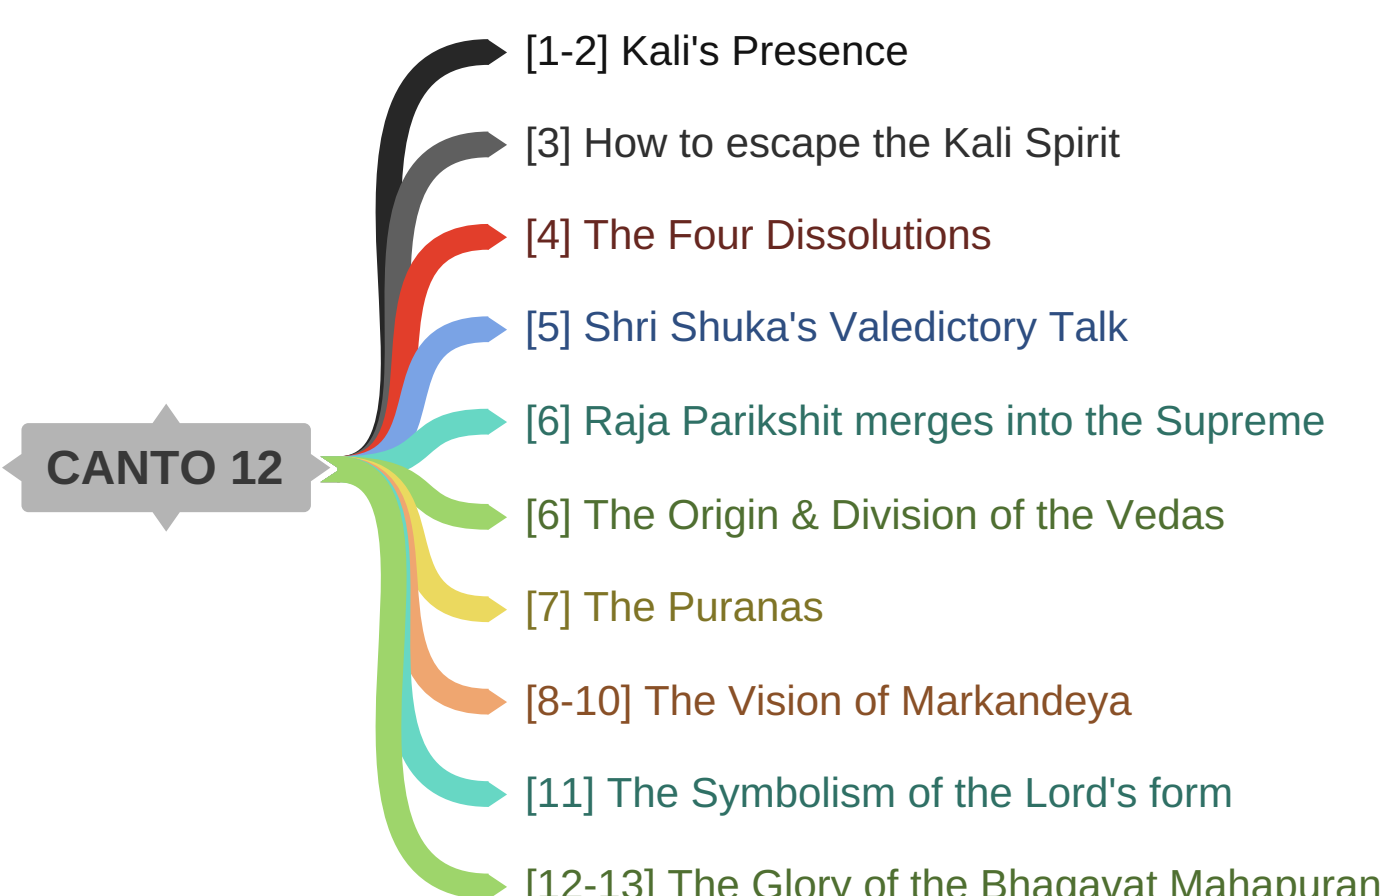 [1-2] Kali's Presence
[3] How to escape the Kali Spirit
[4] The Four Dissolutions
[5] Shri Shuka's Valedictory Talk
[6] Raja Parikshit merges into the Supreme
CANTO 12
[6] The Origin & Division of the Vedas
[7] The Puranas
[8-10] The Vision of Markandeya
[11] The Symbolism of the Lord's form
[12-13] The Glory of the Bhagavat Mahapuran